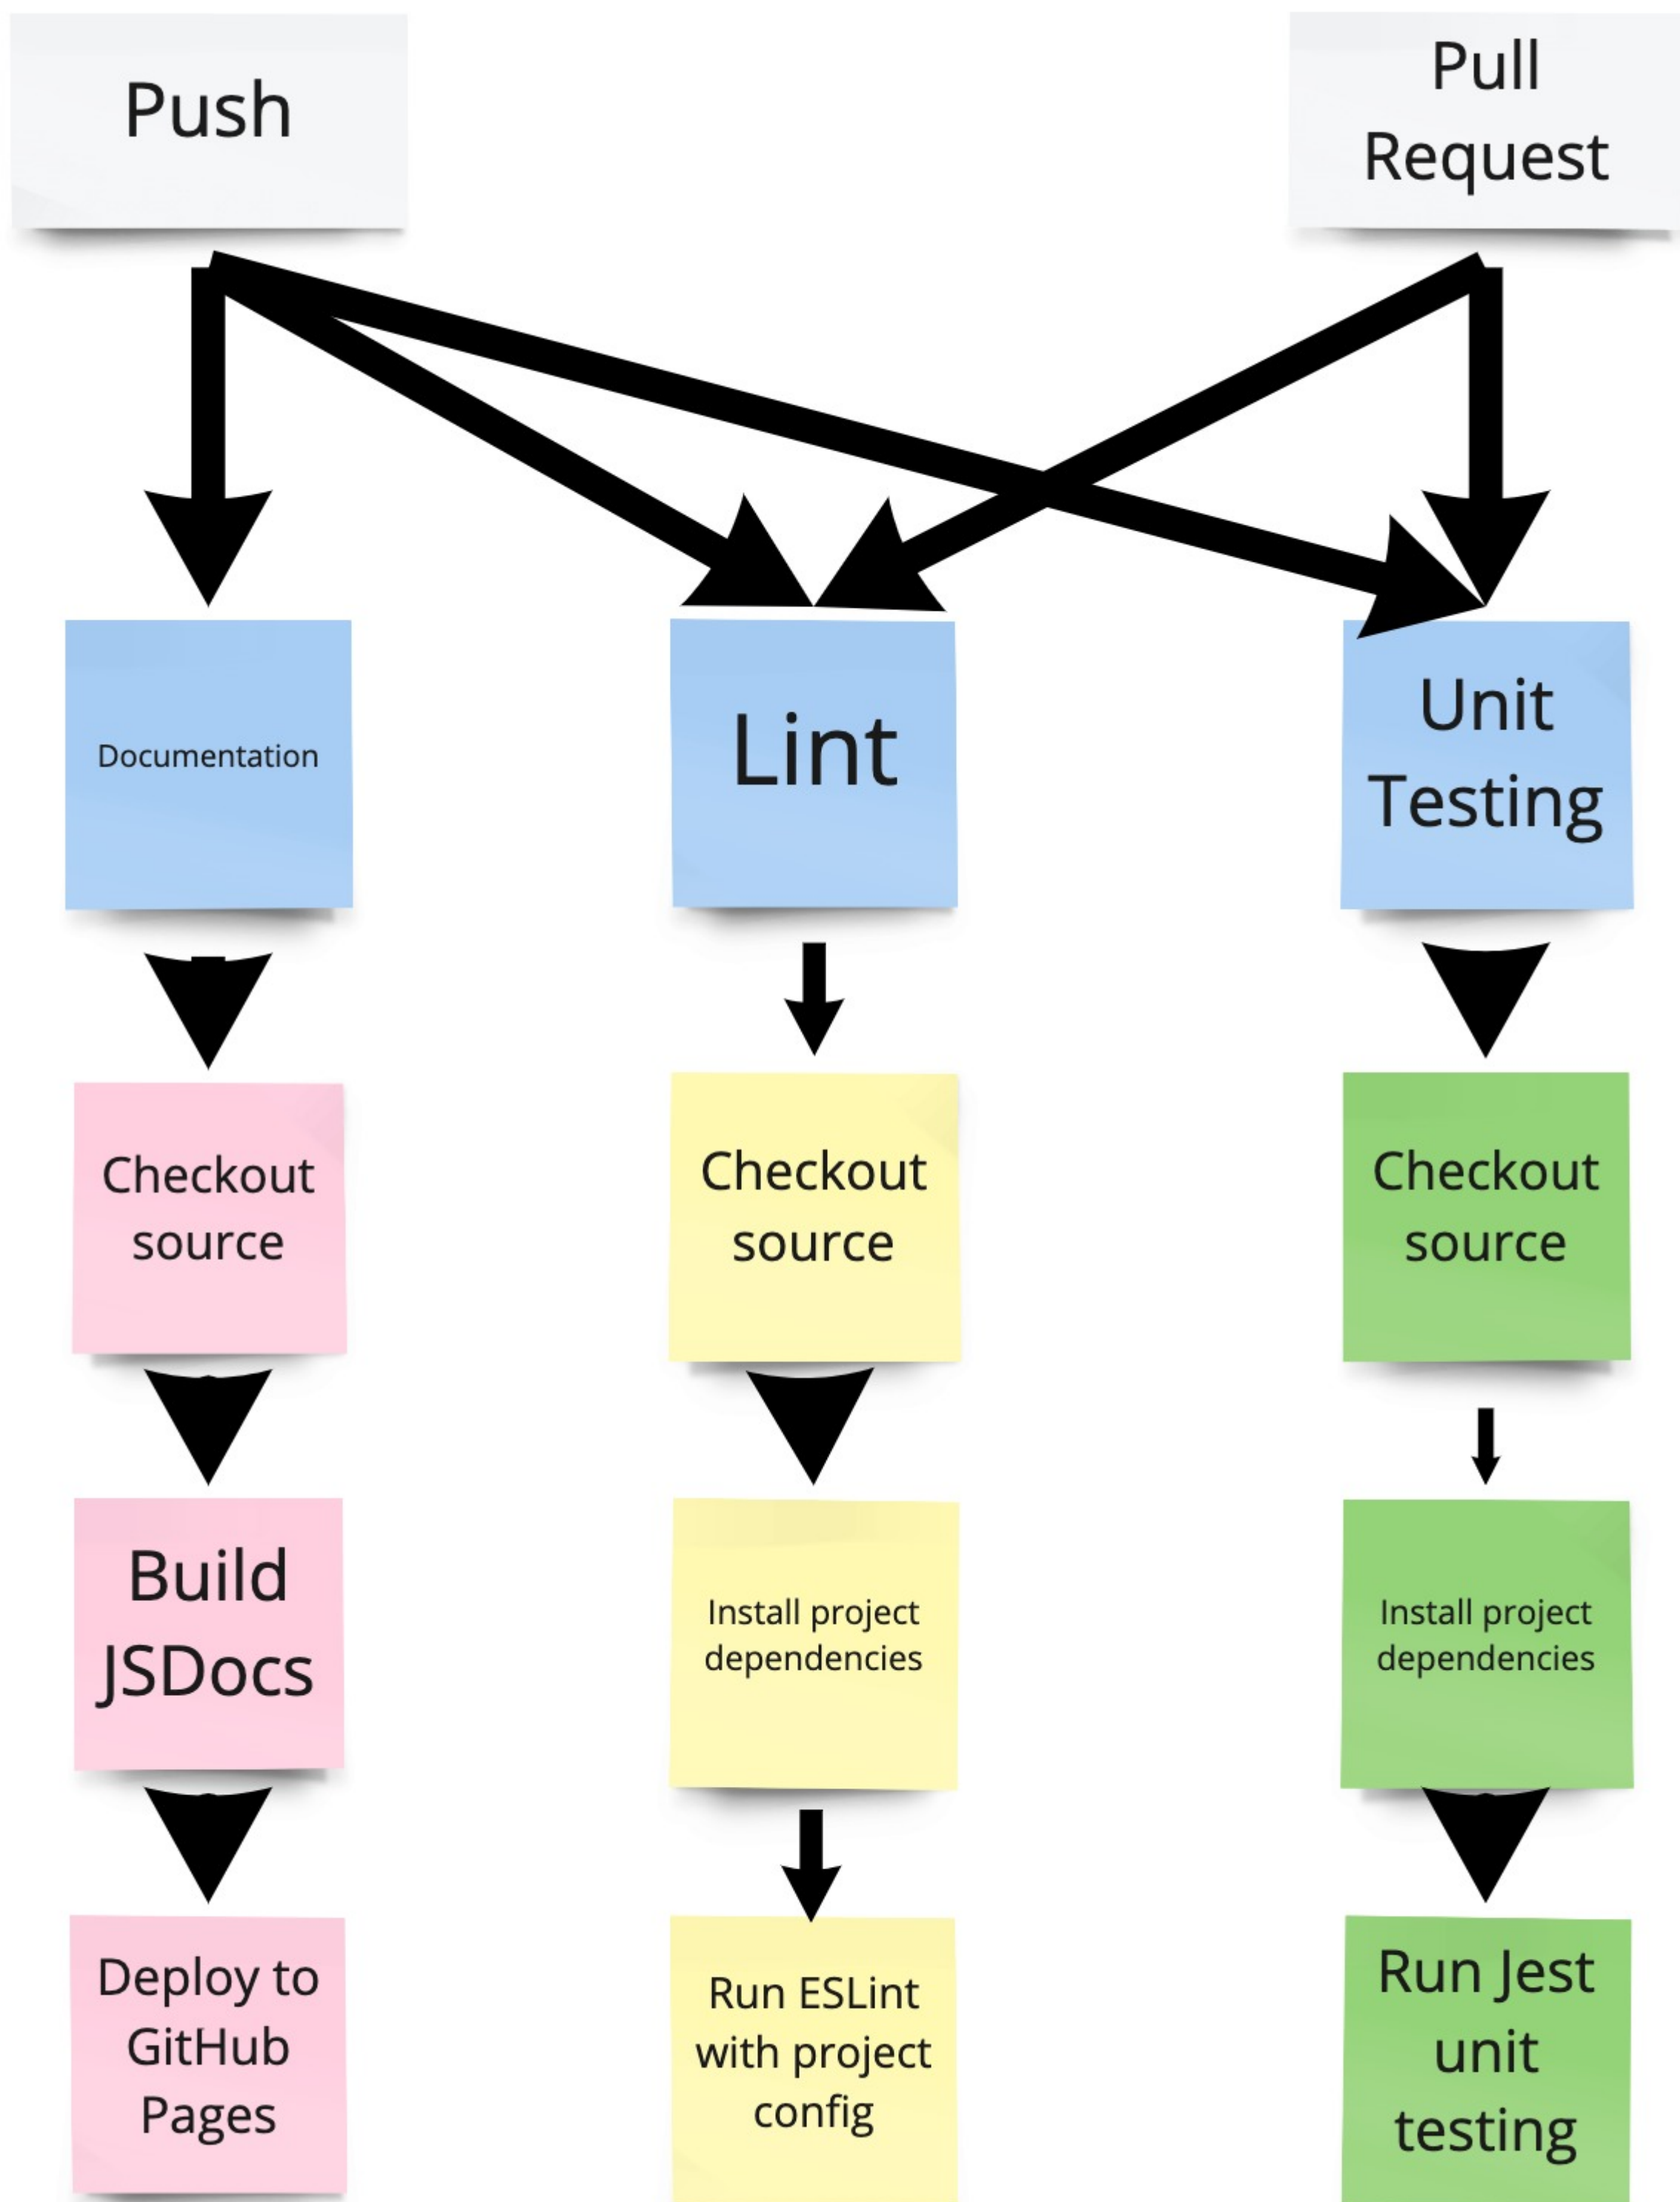 Push
Pull
Request
Documentation
Lint
Unit
Testing
Checkout
source
Checkout
source
Checkout
source
Build
JSDocs
Install project
dependencies
Install project
dependencies
Deploy to
GitHub
Pages
Run ESLint
with project
config
Run Jest
unit
testing